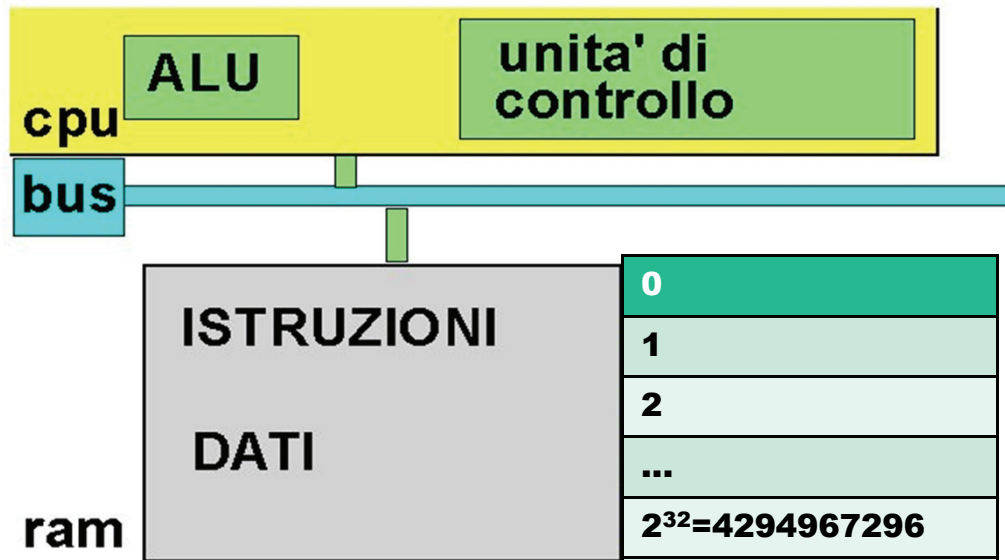 ALU
unita' di
controllo
cpu
bus
ISTRUZIONI
DATI
ram
0
1
2
...
2³²=4294967296